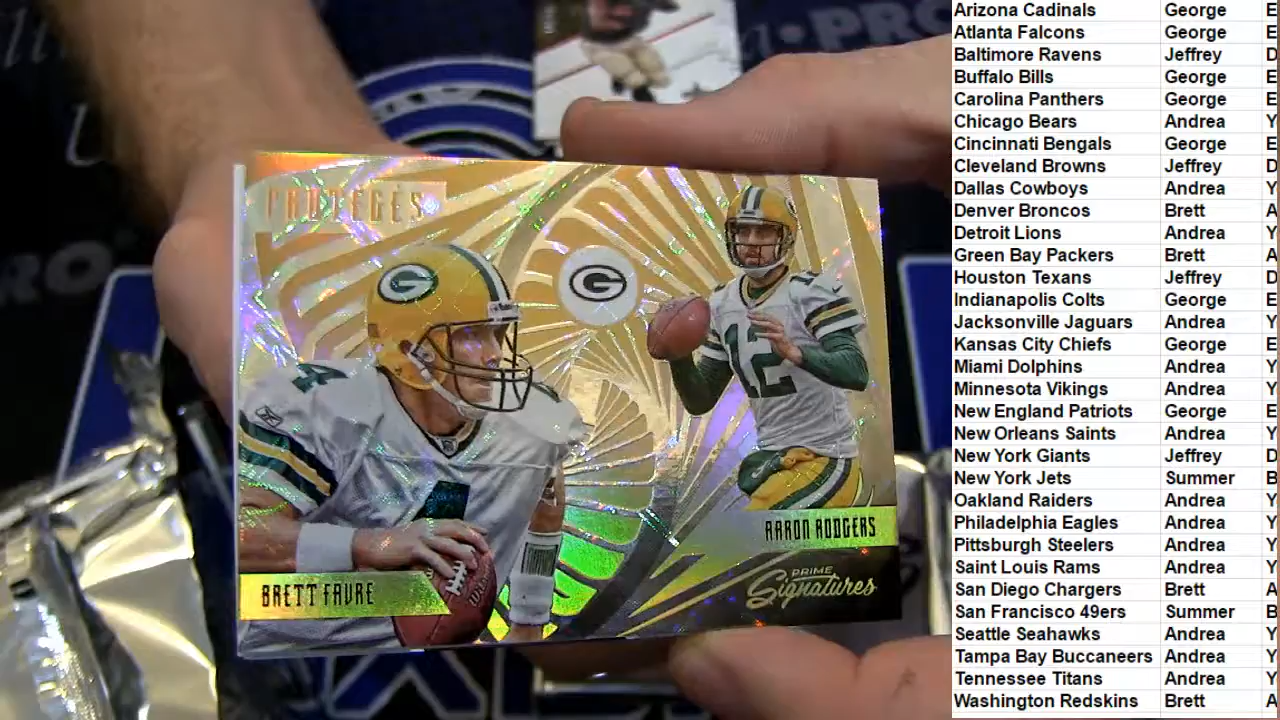 PROTÉGÉS
G
G
12
4
4
AARON RODGERS
BRETT FAVRE
PRIME
Signatures
PRO
PRO
Arizona Cadinals George E
Atlanta Falcons George E
Baltimore Ravens Jeffrey D
Buffalo Bills George E
Carolina Panthers George E
Chicago Bears Andrea Y
Cincinnati Bengals George E
Cleveland Browns Jeffrey D
Dallas Cowboys Andrea Y
Denver Broncos Brett A
Detroit Lions Andrea Y
Green Bay Packers Brett A
Houston Texans Jeffrey D
Indianapolis Colts George E
Jacksonville Jaguars Andrea Y
Kansas City Chiefs George E
Miami Dolphins Andrea Y
Minnesota Vikings Andrea Y
New England Patriots George E
New Orleans Saints Andrea Y
New York Giants Jeffrey D
New York Jets Summer B
Oakland Raiders Andrea Y
Philadelphia Eagles Andrea Y
Pittsburgh Steelers Andrea Y
Saint Louis Rams Andrea Y
San Diego Chargers Brett A
San Francisco 49ers Summer B
Seattle Seahawks Andrea Y
Tampa Bay Buccaneers Andrea Y
Tennessee Titans Andrea Y
Washington Redskins Brett A